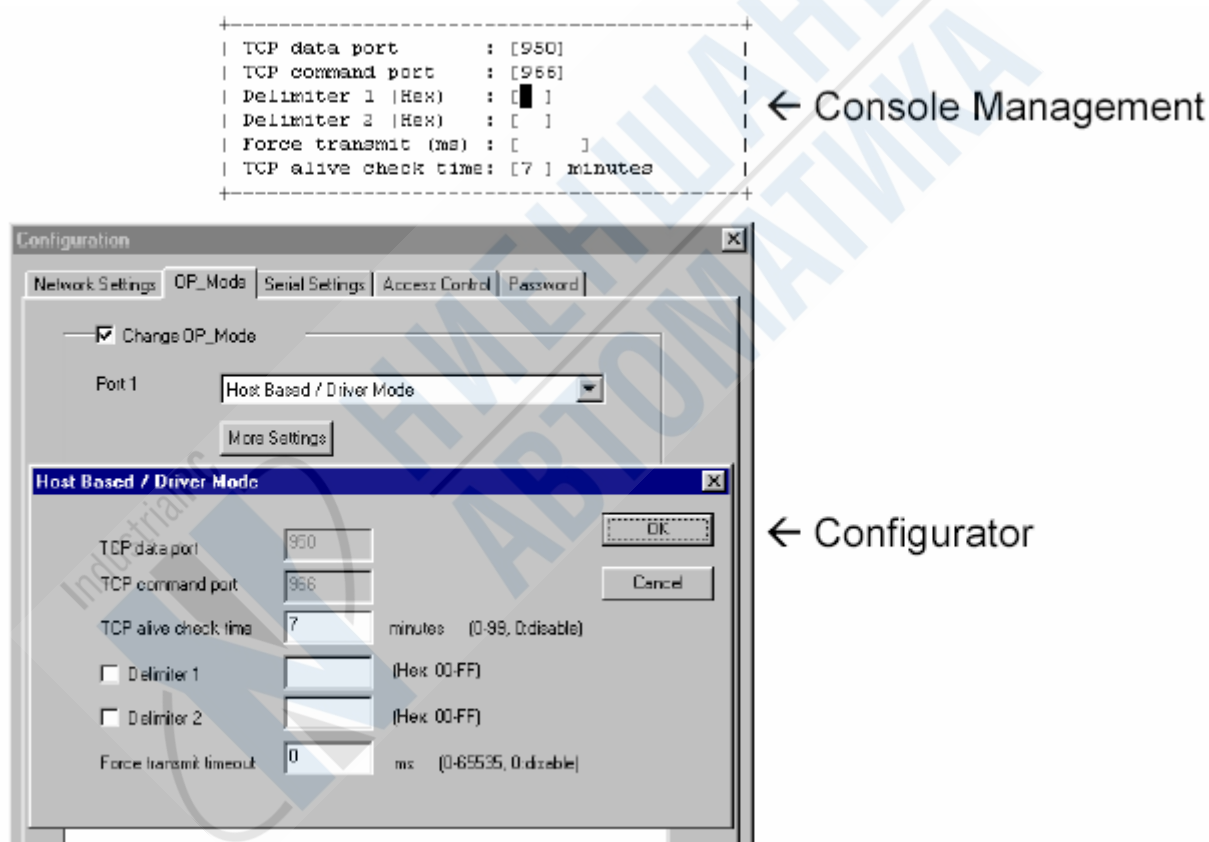 TCP data port : [950]
TCP command port : [966]
Delimiter 1 (Hex) : [ ]
Delimiter 2 (Hex) : [ ]
Force transmit (ms) : [ ]
TCP alive check time: [7 ] minutes
← Console Management
Configuration
Network Settings OP_Mode Serial Settings Access Control Password
Change OP_Mode
Port 1 Host Based / Driver Mode
More Settings
Host Based / Driver Mode
TCP data port 950
OK
← Configurator
TCP command port 966
Cancel
TCP alive check time 7 minutes (0-99, 0:disable)
Delimiter 1 (Hex: 00-FF)
Delimiter 2 (Hex: 00-FF)
Force transmit timeout 0 ms (0-65535, 0:disable)
НИЕНШАНЦ
АВТОМАТИКА